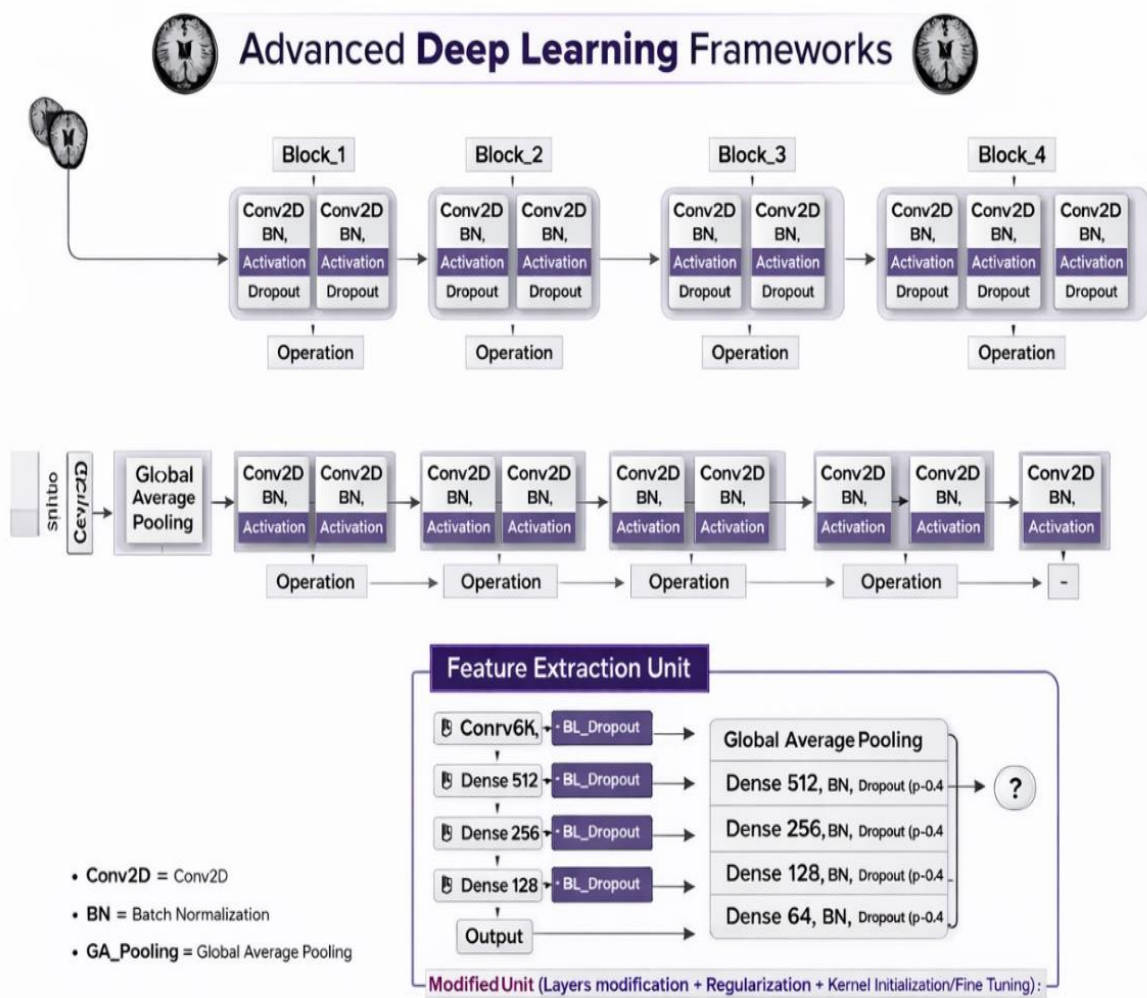 Advanced Deep Learning Frameworks
Block_1 Block_2 Block_3 Block_4
Conv2D Conv2D Conv2D Conv2D Conv2D Conv2D Conv2D Conv2D Conv2D
BN, BN, BN, BN, BN, BN, BN, BN, BN,
Activation Activation Activation Activation Activation Activation Activation Activation Activation
Dropout Dropout Dropout Dropout Dropout Dropout Dropout Dropout Dropout
Operation Operation Operation Operation
Global
Average
Pooling
Conv2D Conv2D Conv2D Conv2D Conv2D Conv2D Conv2D Conv2D Conv2D
BN, BN, BN, BN, BN, BN, BN, BN, BN,
Activation Activation Activation Activation Activation Activation Activation Activation Activation
Operation Operation Operation Operation -
Feature Extraction Unit
Conrv6K, · BL_Dropout
Dense 512 · BL_Dropout
Dense 256 · BL_Dropout
Dense 128 · BL_Dropout
Output
Global Average Pooling
Dense 512, BN, Dropout (p-0.4
Dense 256, BN, Dropout (p-0.4
Dense 128, BN, Dropout (p-0.4
Dense 64, BN, Dropout (p-0.4
?
• Conv2D = Conv2D
• BN = Batch Normalization
• GA_Pooling = Global Average Pooling
Modified Unit (Layers modification + Regularization + Kernel Initialization/Fine Tuning):